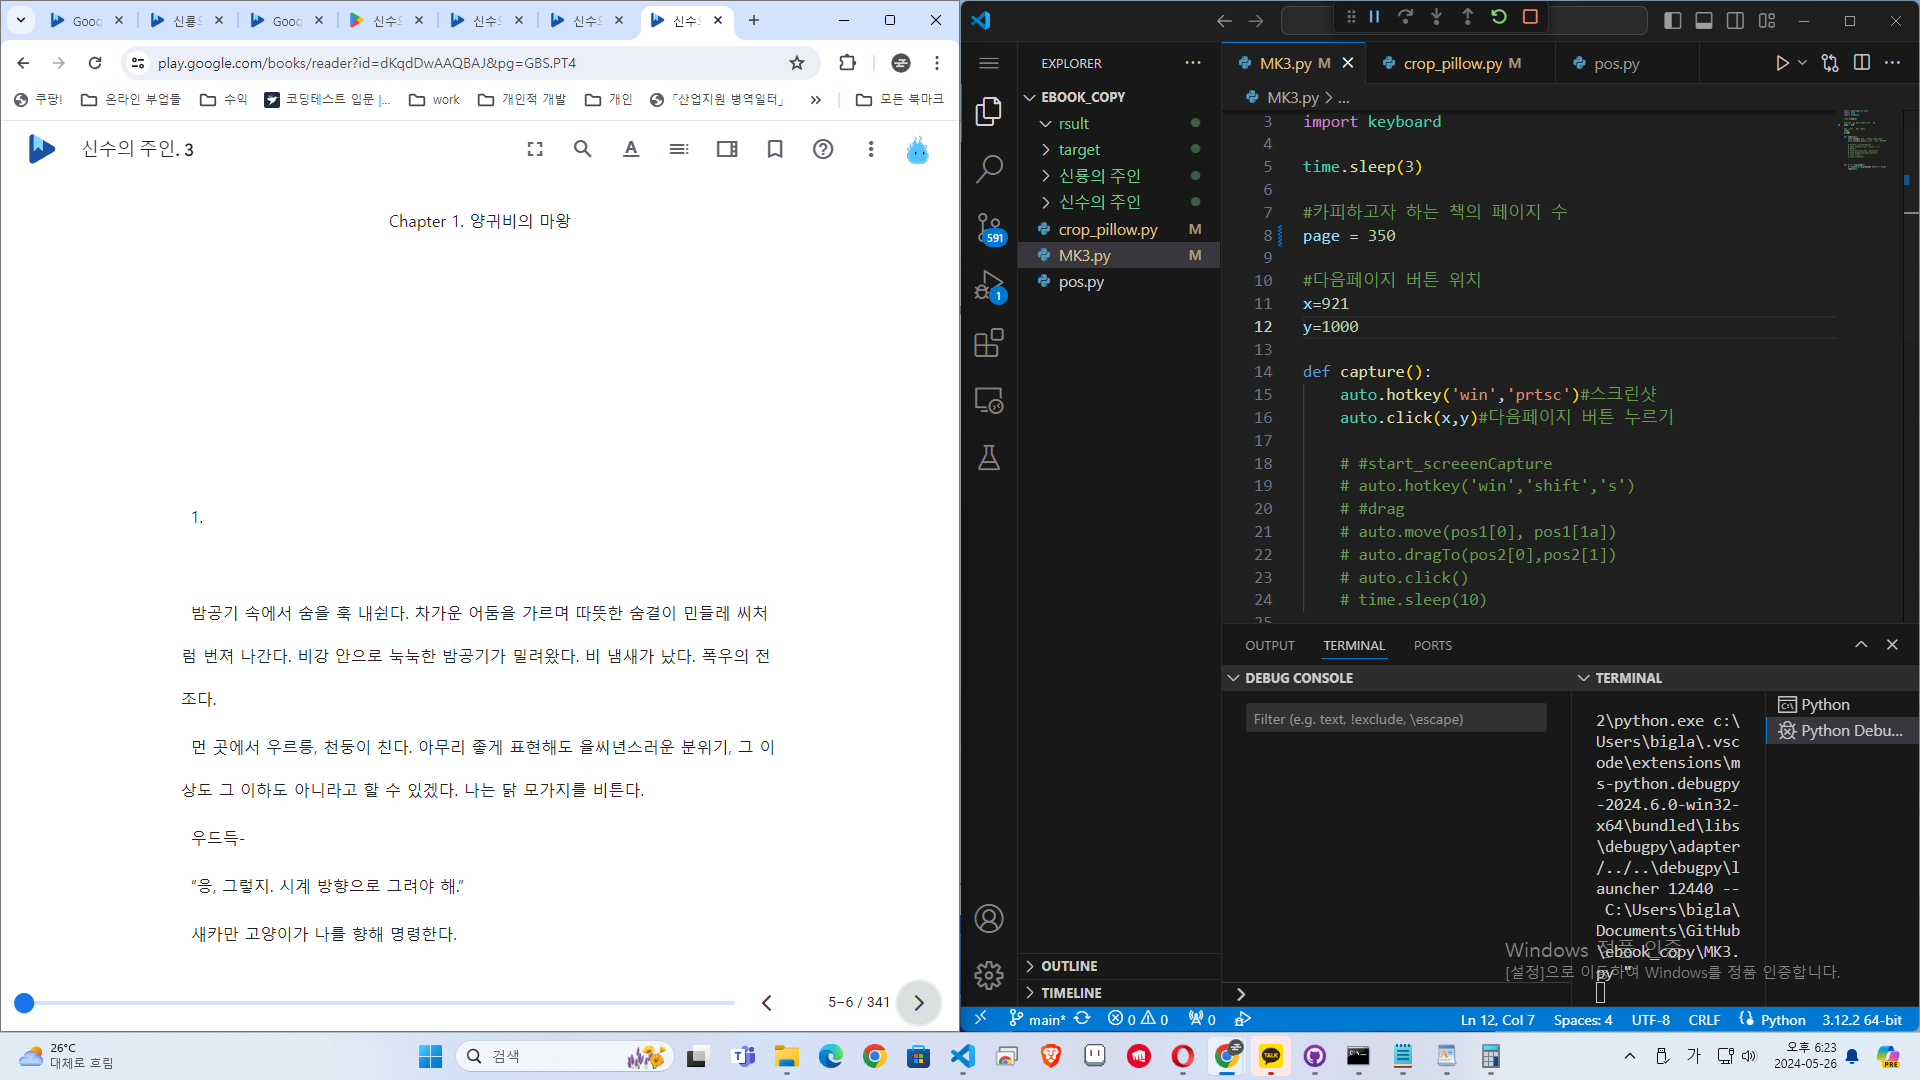 Goog
신룡의
Goog
신수의
신수의
신수의
신수의
play.google.com/books/reader?id=dKqdDwAAQBAJ&pg=GBS.PT4
쿠팡!
온라인 부업들
수익
코딩테스트 입문 |...
work
개인적 개발
개인
「산업지원 병역일터」
»
모든 북마크
신수의 주인. 3
Chapter 1. 양귀비의 마왕
1.
밤공기 속에서 숨을 훅 내쉰다. 차가운 어둠을 가르며 따뜻한 숨결이 민들레 씨처
럼 번져 나간다. 비강 안으로 눅눅한 밤공기가 밀려왔다. 비 냄새가 났다. 폭우의 전
조다.
먼 곳에서 우르릉, 천둥이 친다. 아무리 좋게 표현해도 을씨년스러운 분위기, 그 이
상도 그 이하도 아니라고 할 수 있겠다. 나는 닭 모가지를 비튼다.
우드득-
“응, 그렇지. 시계 방향으로 그려야 해.”
새카만 고양이가 나를 향해 명령한다.
5–6 / 341
EXPLORER
EBOOK_COPY
rsult
target
신룡의 주인
신수의 주인
crop_pillow.py M
MK3.py M
pos.py
591
1
OUTLINE
TIMELINE
MK3.py M
crop_pillow.py M
pos.py
MK3.py > ...
3 import keyboard
4
5 time.sleep(3)
6
7 #카피하고자 하는 책의 페이지 수
8 page = 350
9
10 #다음페이지 버튼 위치
11 x=921
12 y=1000
13
14 def capture():
15 auto.hotkey('win','prtsc')#스크린샷
16 auto.click(x,y)#다음페이지 버튼 누르기
17
18 # #start_screeenCapture
19 # auto.hotkey('win','shift','s')
20 # #drag
21 # auto.move(pos1[0], pos1[1a])
22 # auto.dragTo(pos2[0],pos2[1])
23 # auto.click()
24 # time.sleep(10)
25
OUTPUT
TERMINAL
PORTS
DEBUG CONSOLE
Filter (e.g. text, !exclude, \escape)
TERMINAL
2\python.exe c:\
Users\bigla\.vsc
ode\extensions\m
s-python.debugpy
-2024.6.0-win32-
x64\bundled\libs
\debugpy\adapter
/../..\debugpy\l
auncher 12440 --
C:\Users\bigla\
Documents\GitHub
\ebook_copy\MK3.
py "
Python
Python Debu...
Windows 정품 인증
[설정]으로 이동하여 Windows를 정품 인증합니다.
main*
0
0
0
Ln 12, Col 7
Spaces: 4
UTF-8
CRLF
Python
3.12.2 64-bit
26°C
대체로 흐림
검색
TALK
가
오후 6:23
2024-05-26
PRE